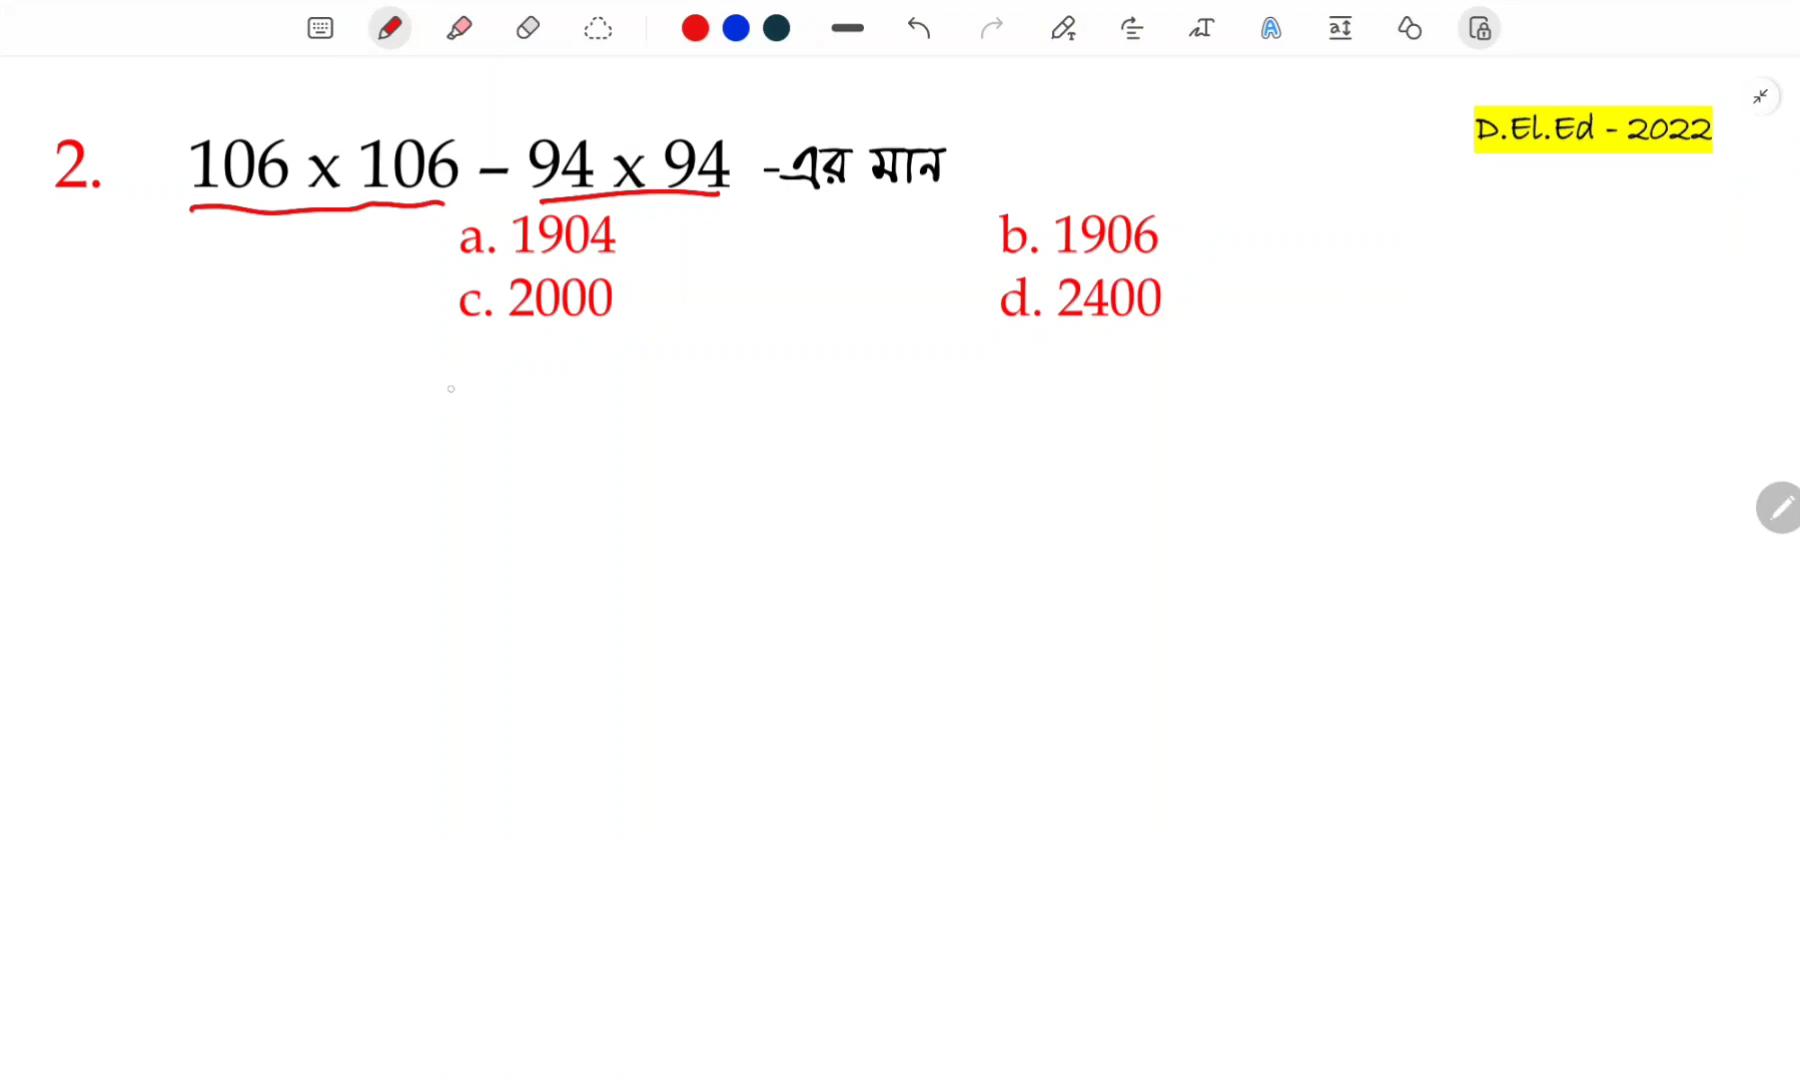 D.El.Ed - 2022
2. 106 x 106 – 94 x 94 -এর মান
a. 1904 b. 1906
c. 2000 d. 2400